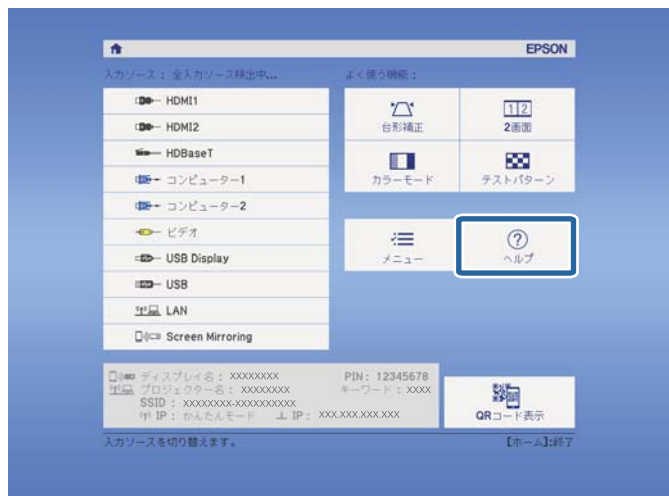 EPSON
入力ソース： 全入力ソース検出中...
HDMI1
HDMI2
HDBaseT
コンピューター1
コンピューター2
ビデオ
USB Display
USB
LAN
Screen Mirroring
よく使う機能：
台形補正
2画面
カラーモード
テストパターン
メニュー
ヘルプ
ディスプレイ名： XXXXXXXX
PIN: 12345678
プロジェクター名： XXXXXXXX
キーワード：XXXX
SSID : XXXXXXXX-XXXXXXXXXX
IP： かんたんモード
IP： XXX.XXX.XXX.XXX
QRコード表示
入力ソースを切り替えます。
【ホーム】:終了